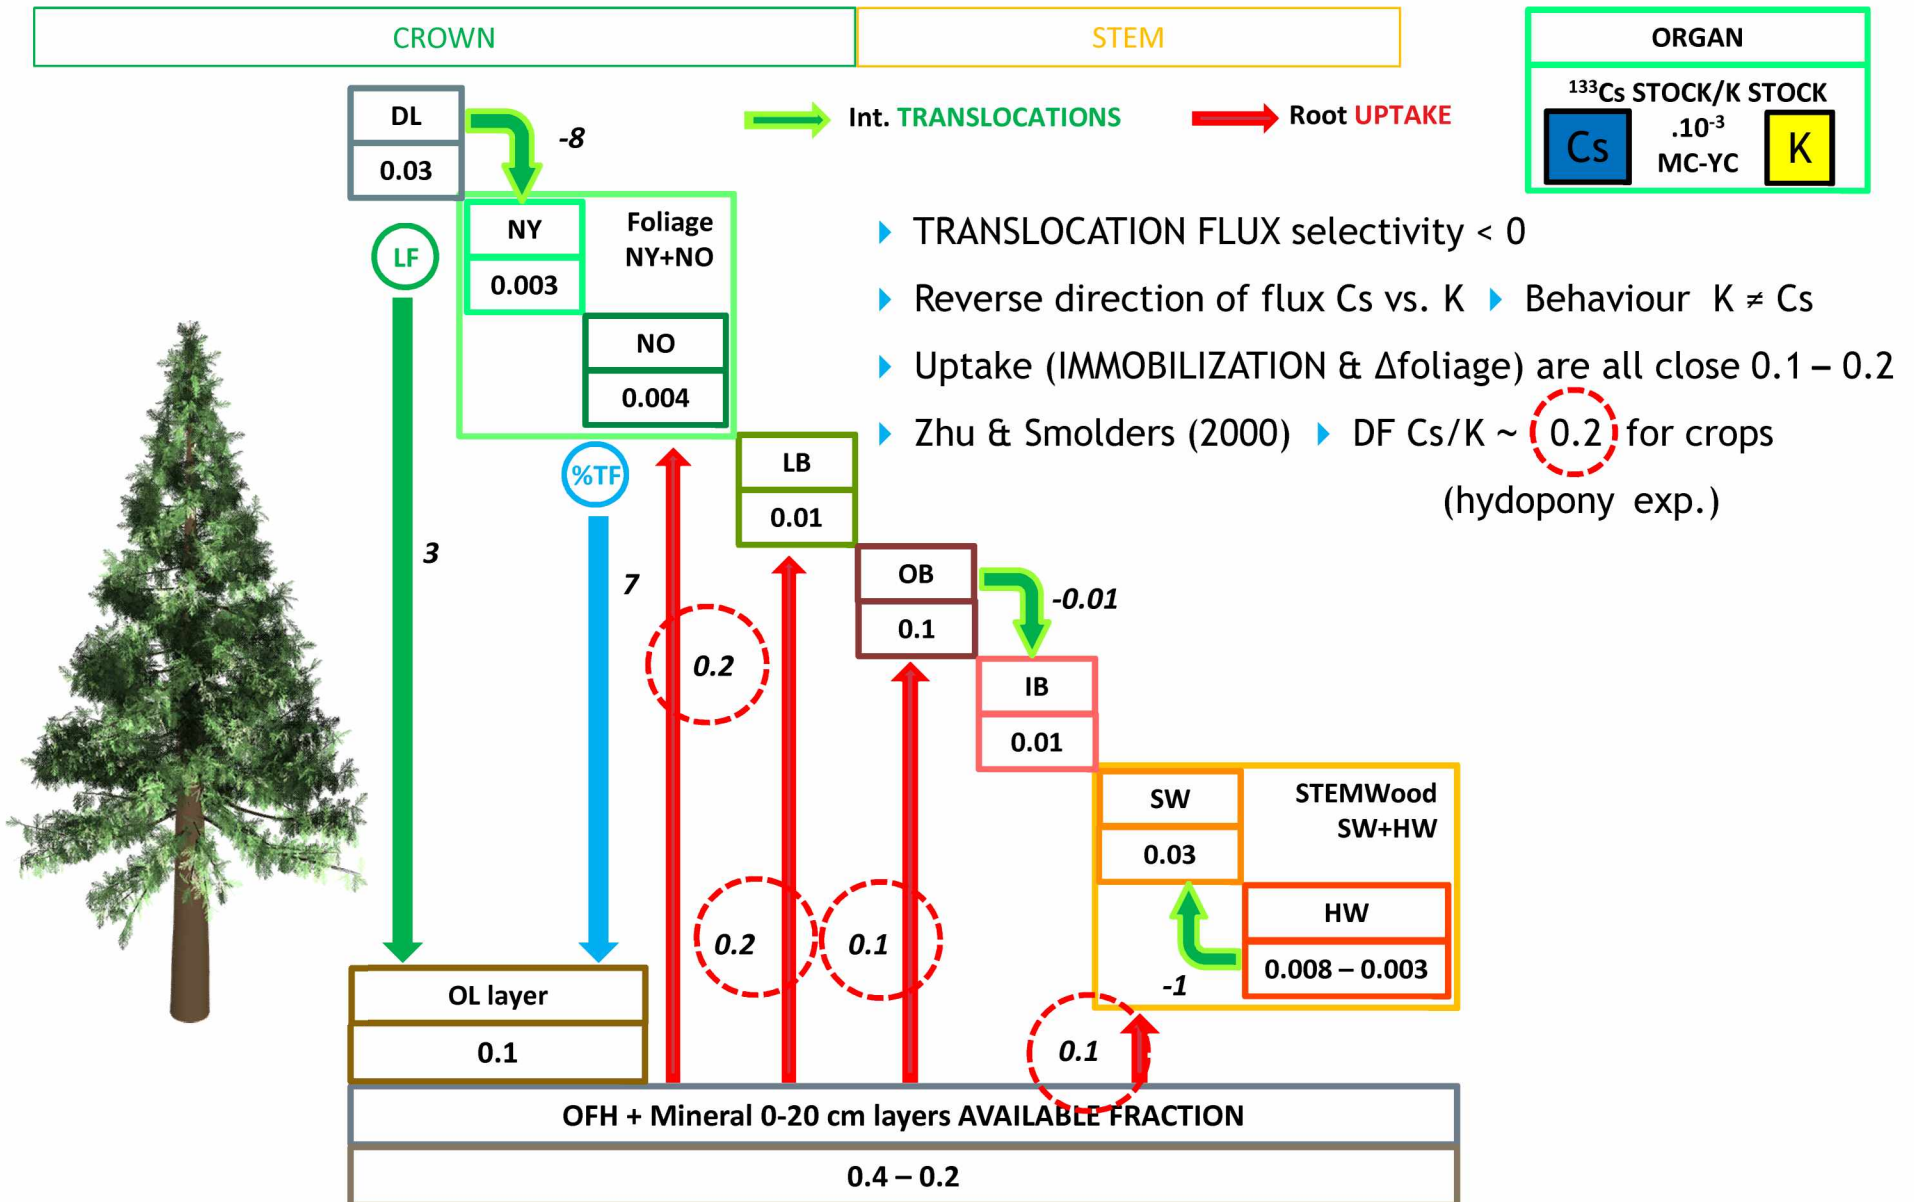 CROWN
STEM
ORGAN
¹³³Cs STOCK/K STOCK
.10⁻³
Cs
MC-YC
K
DL
0.03
-8
Int. TRANSLOCATIONS
Root UPTAKE
NY
0.003
Foliage
NY+NO
LF
NO
0.004
▸ TRANSLOCATION FLUX selectivity < 0
▸ Reverse direction of flux Cs vs. K ▸ Behaviour K ≠ Cs
▸ Uptake (IMMOBILIZATION & Δfoliage) are all close 0.1 – 0.2
▸ Zhu & Smolders (2000) ▸ DF Cs/K ~ 0.2 for crops
(hydopony exp.)
%TF
LB
0.01
3
7
OB
0.1
-0.01
0.2
IB
0.01
SW
0.03
STEMWood
SW+HW
HW
0.008 – 0.003
-1
0.2
0.1
0.1
OL layer
0.1
OFH + Mineral 0-20 cm layers AVAILABLE FRACTION
0.4 – 0.2